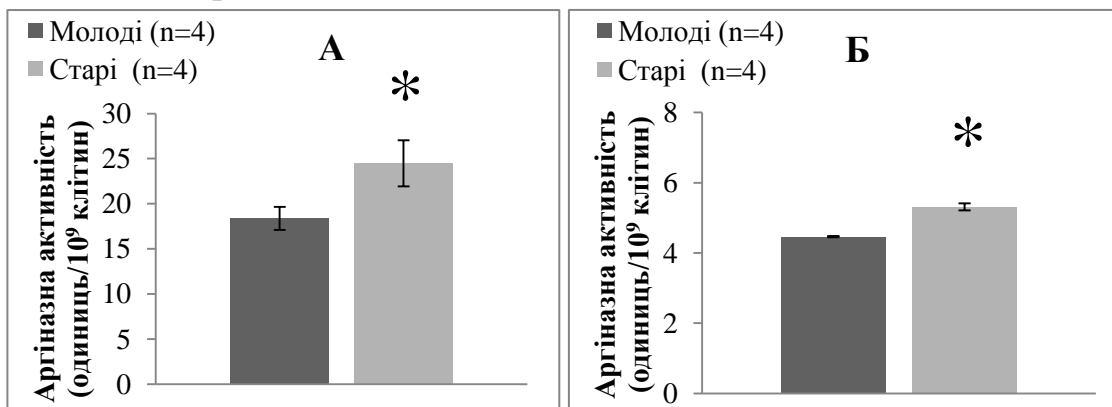 Молоді (n=4)
Старі (n=4)
А
*
Аргіназна активність
(одиниць/10⁹ клітин)
30
25
20
15
10
5
0
Молоді (n=4)
Старі (n=4)
Б
*
Аргіназна активність
(одиниць/10⁹ клітин)
8
6
4
2
0